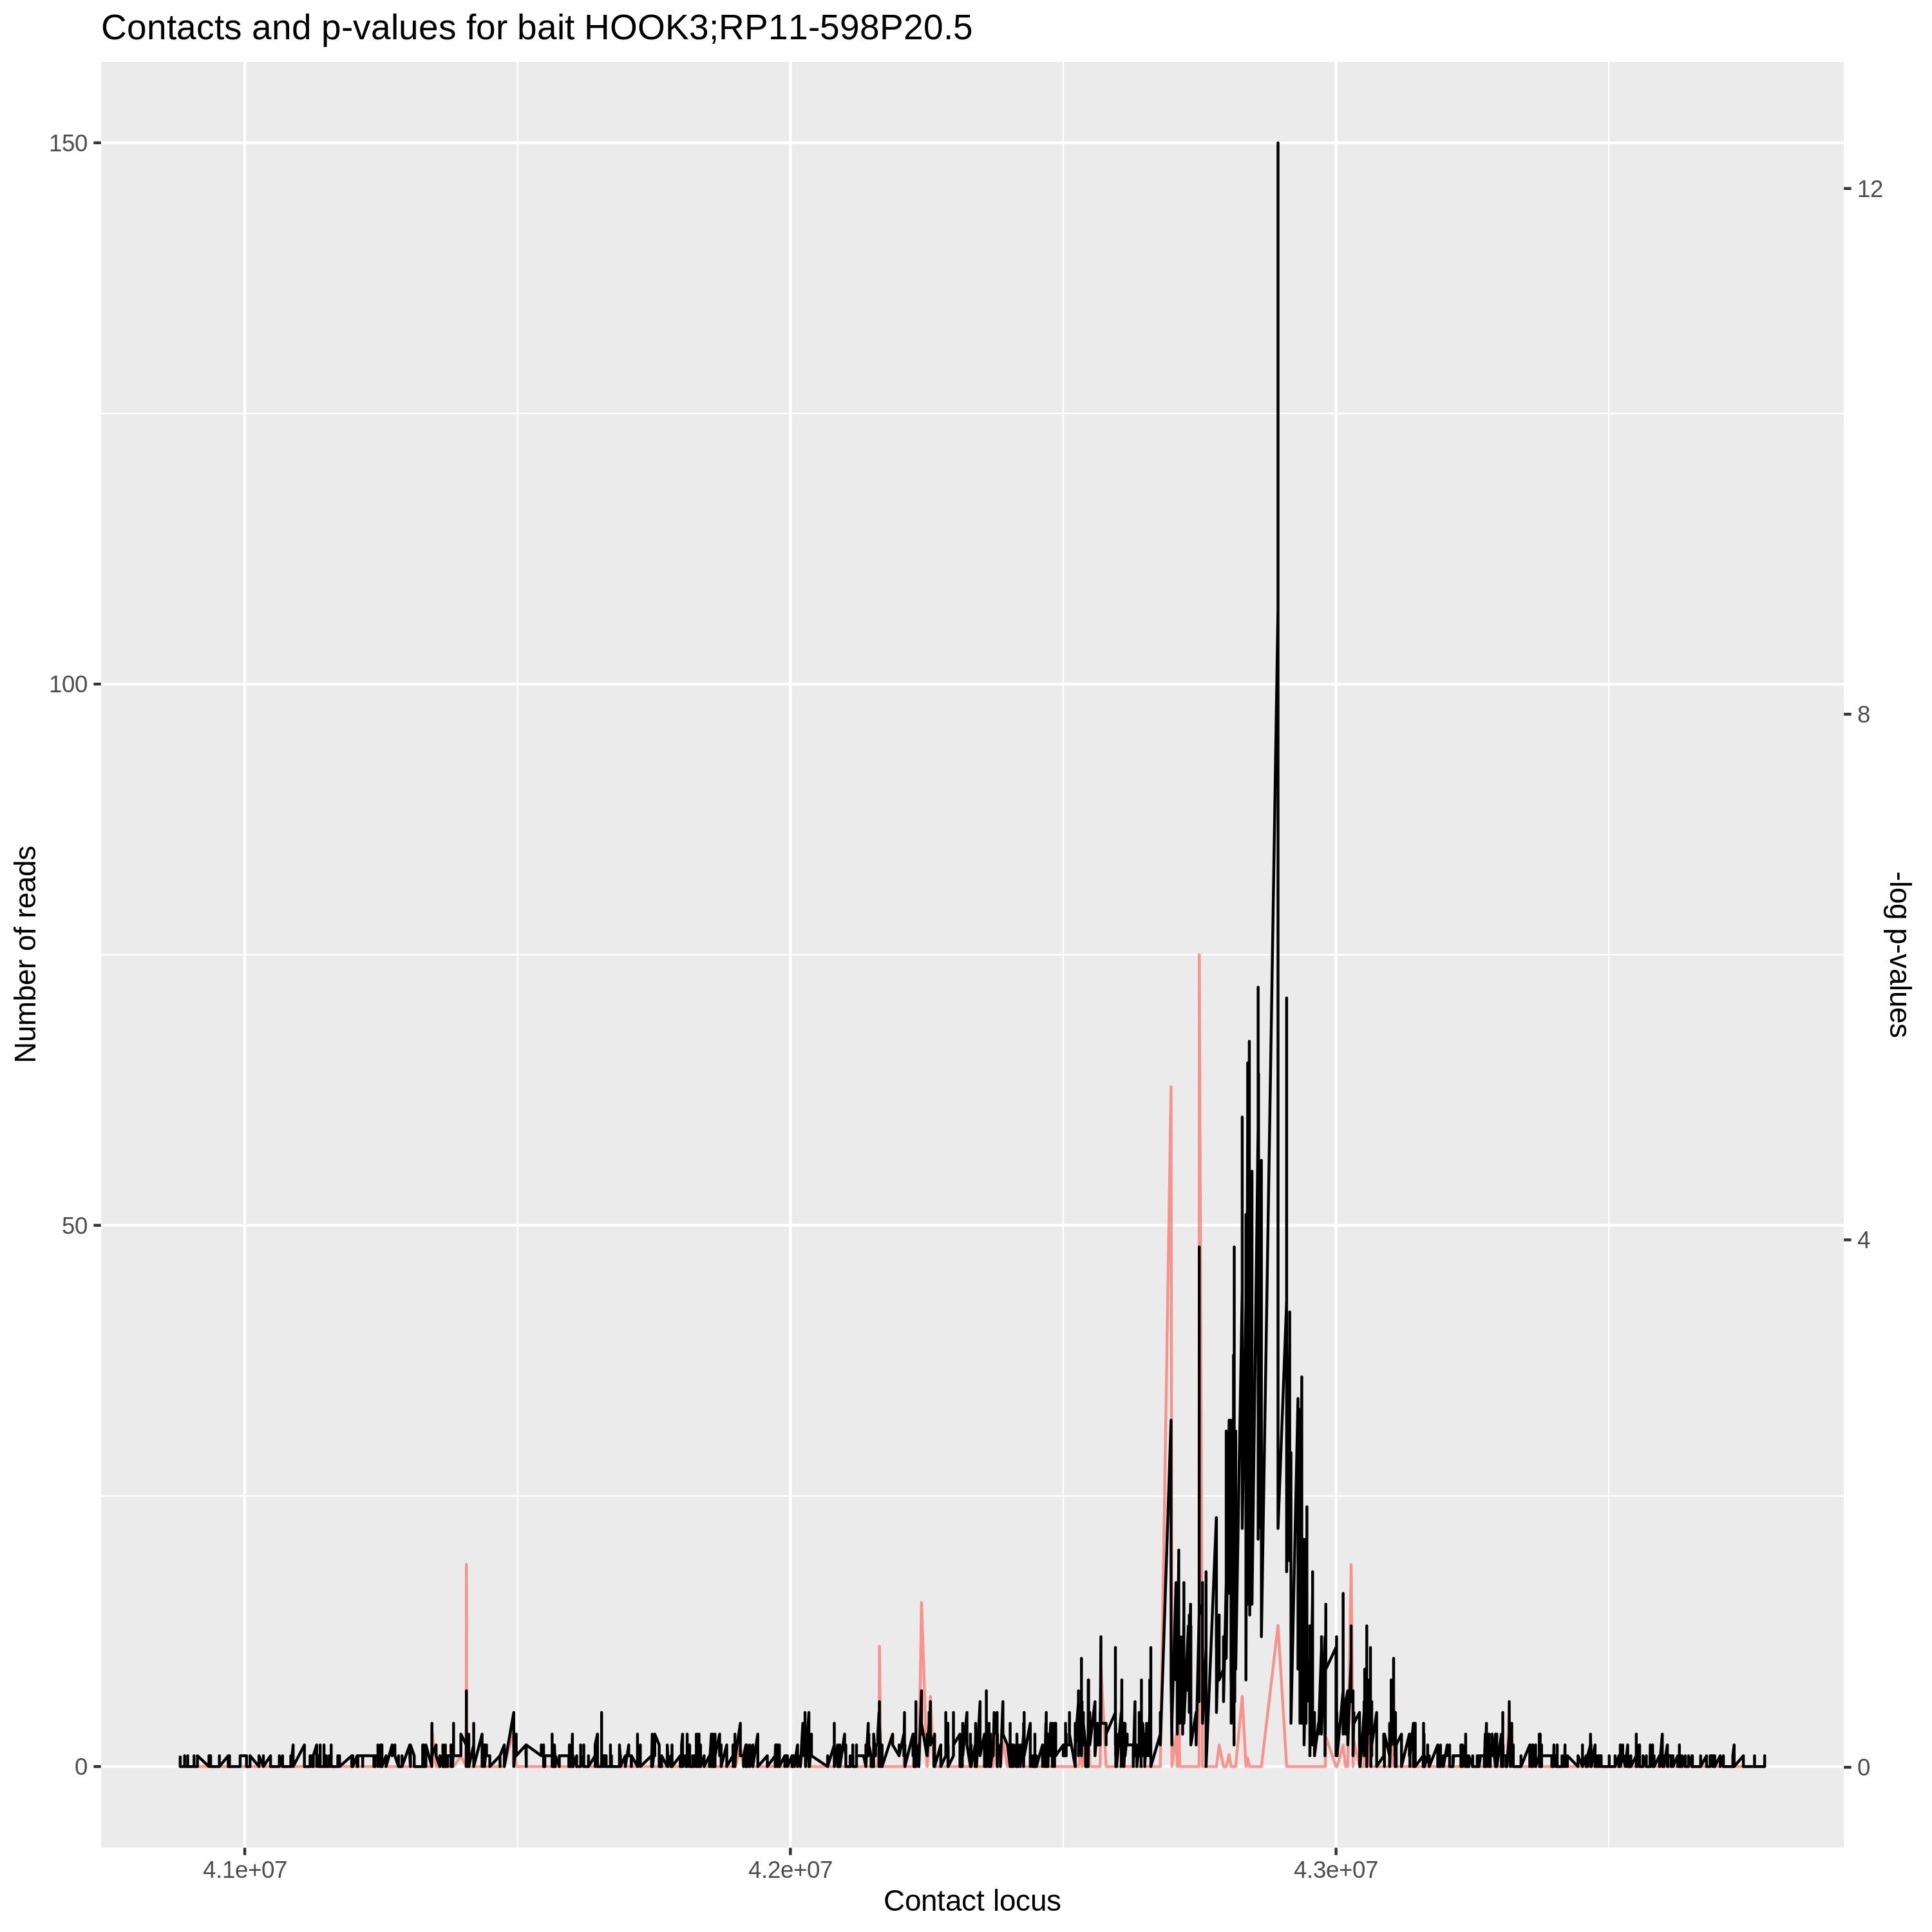 Contacts and p-values for bait HOOK3;RP11-598P20.5
150
100
50
0
Number of reads
12
8
4
0
-log p-values
4.1e+07
4.2e+07
4.3e+07
Contact locus